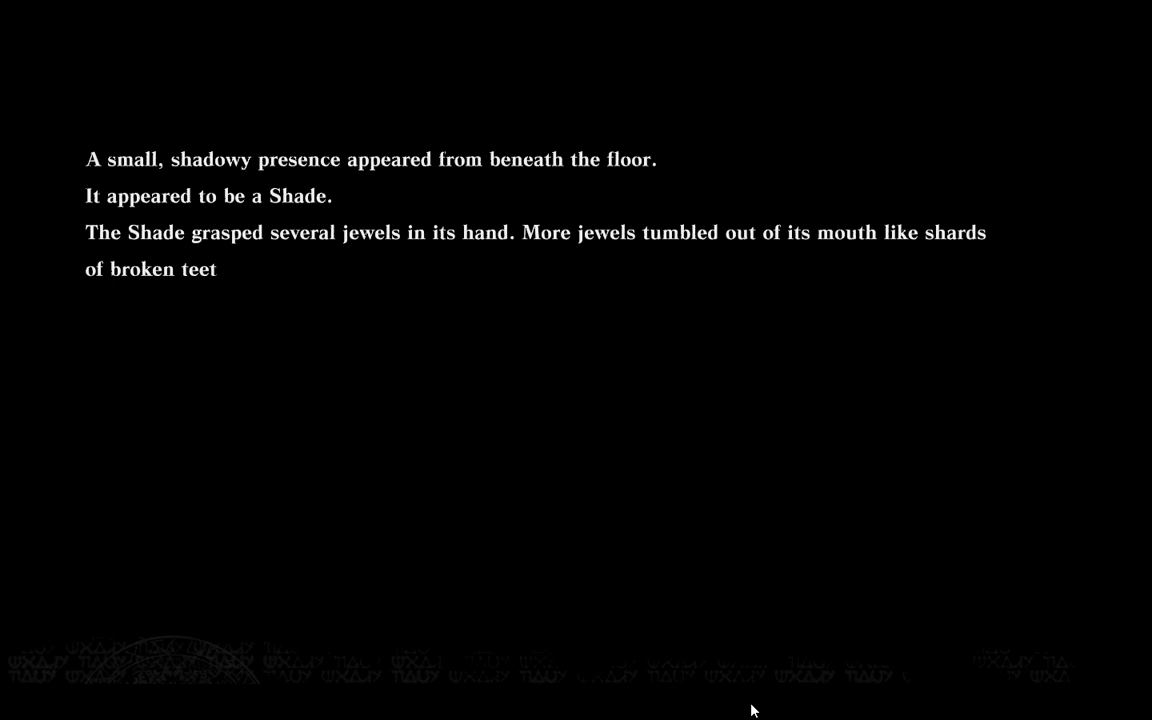 A small, shadowy presence appeared from beneath the floor.
It appeared to be a Shade.
The Shade grasped several jewels in its hand. More jewels tumbled out of its mouth like shards
of broken teet